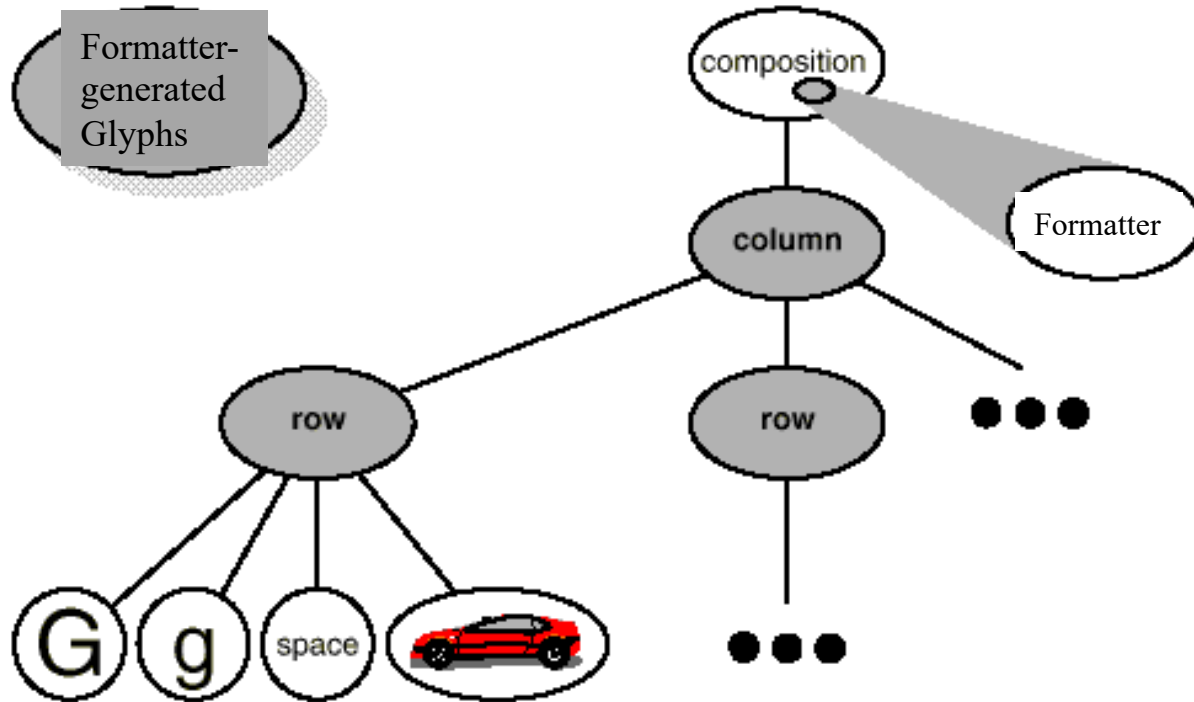 Formatter-
generated
Glyphs
composition
Formatter
column
row
row
G
g
space